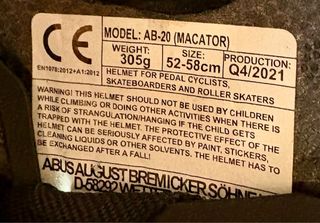 CE
EN1078:2012+A1:2012
MODEL: AB-20 (MACATOR)
WEIGHT: 305g
SIZE: 52-58cm
PRODUCTION: Q4/2021
HELMET FOR PEDAL CYCLISTS,
SKATEBOARDERS AND ROLLER SKATERS
WARNING! THIS HELMET SHOULD NOT BE USED BY CHILDREN
WHILE CLIMBING OR DOING OTHER ACTIVITIES WHEN THERE IS
A RISK OF STRANGULATION/HANGING IF THE CHILD GETS
TRAPPED WITH THE HELMET. THE PROTECTIVE EFFECT OF THE
HELMET CAN BE SERIOUSLY AFFECTED BY PAINT, STICKERS,
CLEANING LIQUIDS OR OTHER SOLVENTS. THE HELMET HAS
TO BE EXCHANGED AFTER A
ABUS AUGUST BREMICKER SÖHNE
D-58292